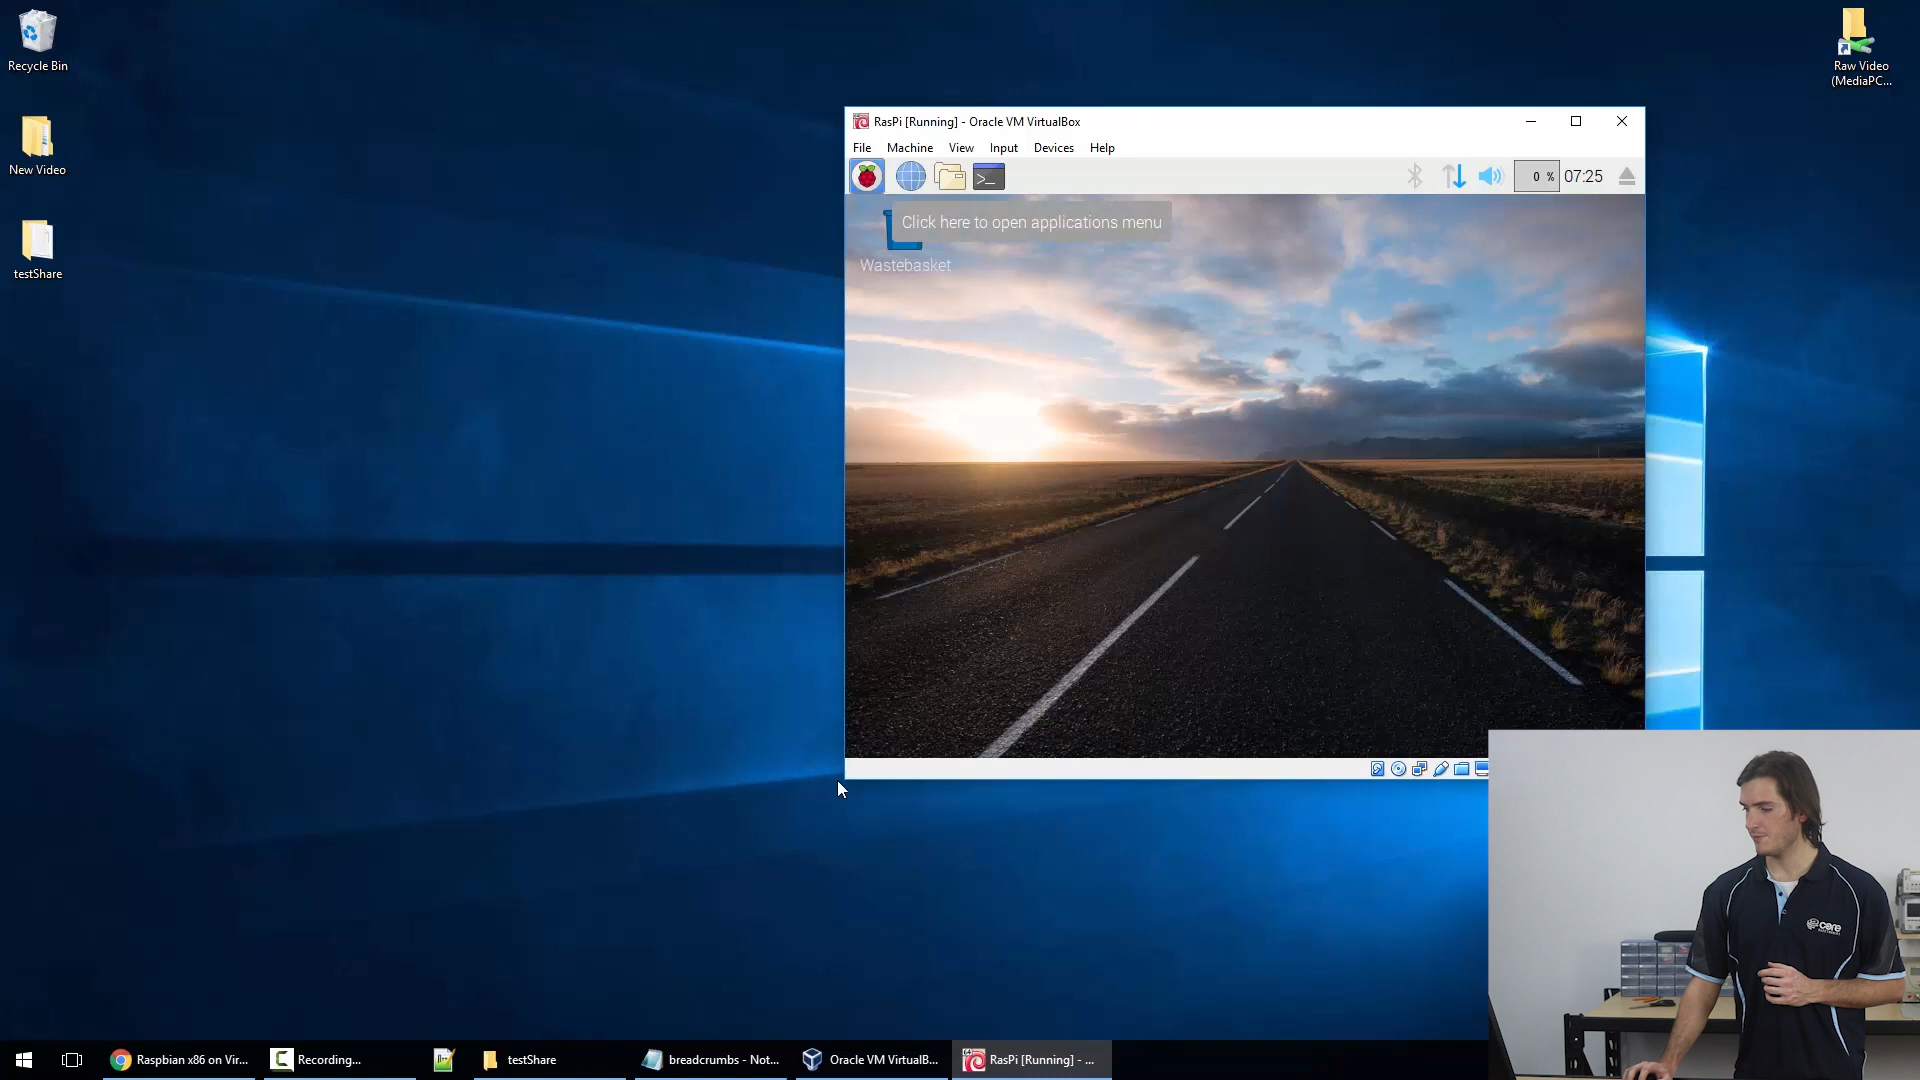 Recycle Bin
Raw Video
(MediaPC...
New Video
testShare
RasPi [Running] - Oracle VM VirtualBox
File Machine View Input Devices Help
>_
0 % 07:25
Click here to open applications menu
Wastebasket
core
Raspbian x86 on Vir...
Recording...
testShare
breadcrumbs - Not...
Oracle VM VirtualB...
RasPi [Running] - ...